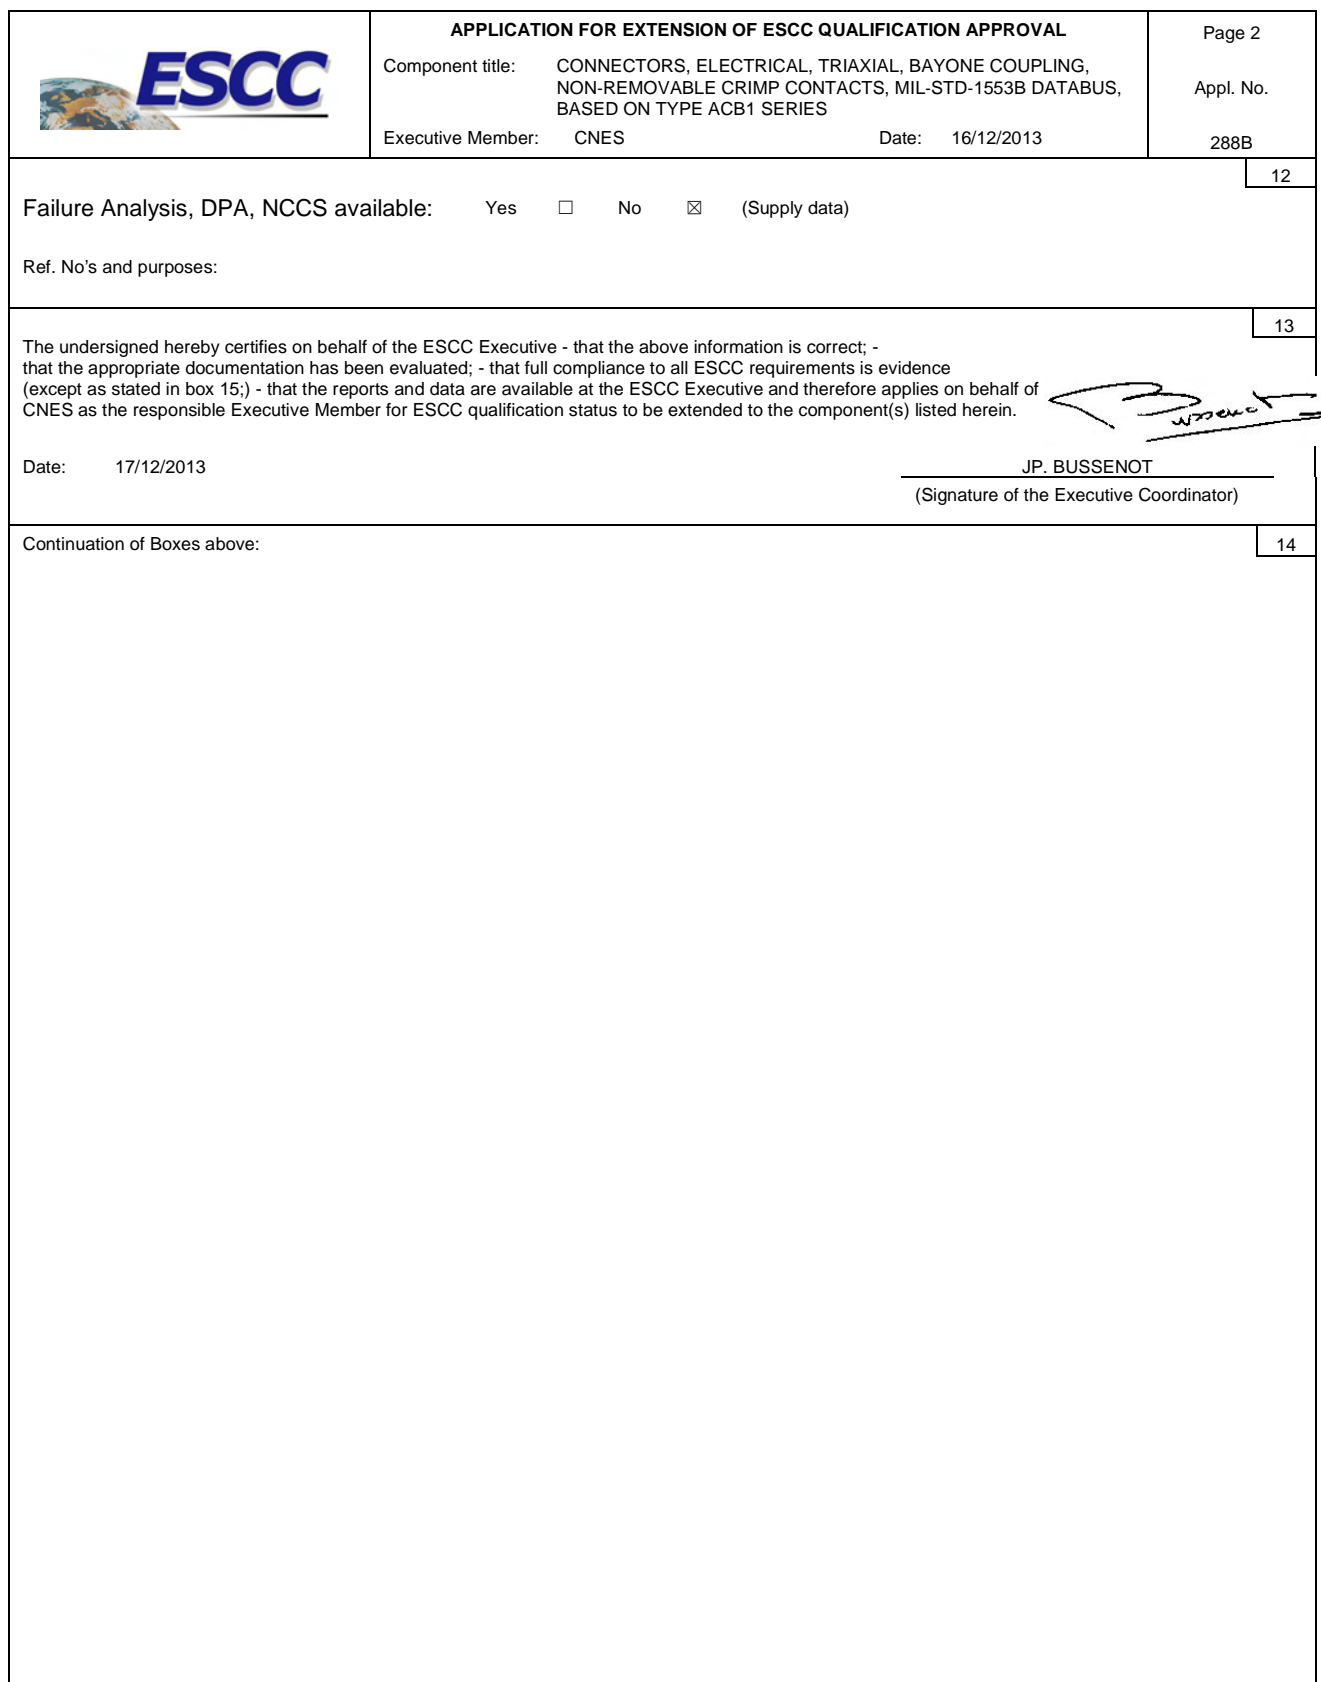 ESCC
APPLICATION FOR EXTENSION OF ESCC QUALIFICATION APPROVAL
Page 2
Component title: CONNECTORS, ELECTRICAL, TRIAXIAL, BAYONE COUPLING,
NON-REMOVABLE CRIMP CONTACTS, MIL-STD-1553B DATABUS,
BASED ON TYPE ACB1 SERIES
Appl. No.
Executive Member: CNES Date: 16/12/2013
288B
12
Failure Analysis, DPA, NCCS available: Yes ☐ No ☒ (Supply data)
Ref. No's and purposes:
13
The undersigned hereby certifies on behalf of the ESCC Executive - that the above information is correct; -
that the appropriate documentation has been evaluated; - that full compliance to all ESCC requirements is evidence
(except as stated in box 15;) - that the reports and data are available at the ESCC Executive and therefore applies on behalf of
CNES as the responsible Executive Member for ESCC qualification status to be extended to the component(s) listed herein.
Bussenot
Date: 17/12/2013
JP. BUSSENOT
(Signature of the Executive Coordinator)
Continuation of Boxes above:
14